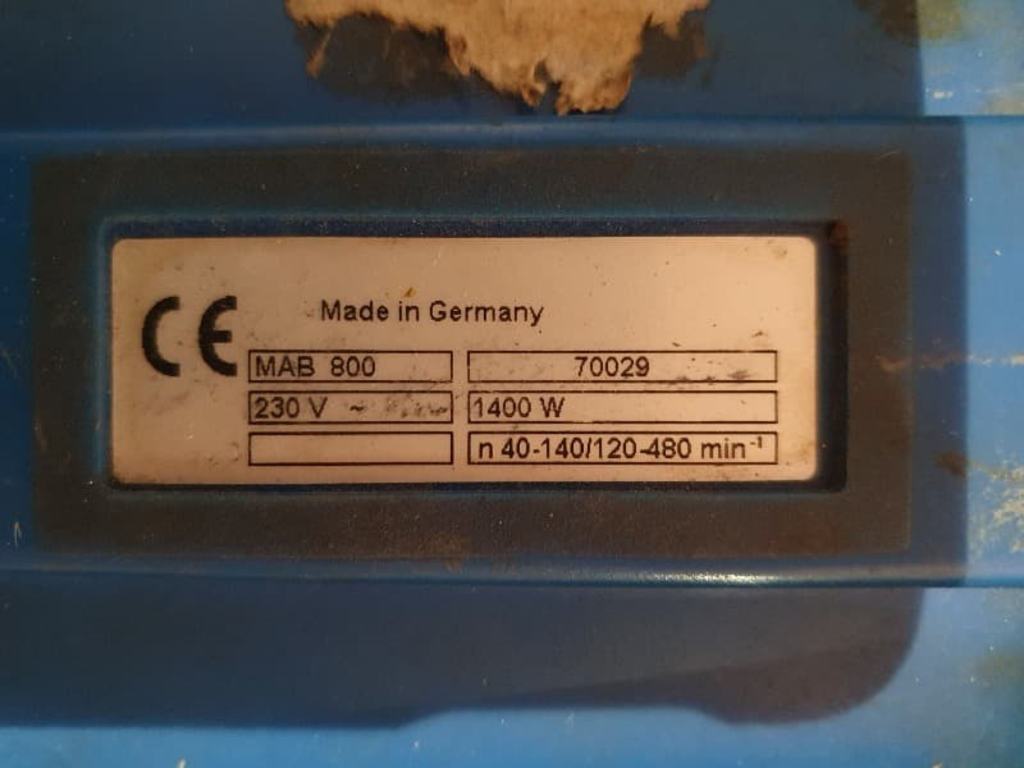 Made in Germany
CE
MAB 800 70029
230 V ~ 1400 W
n 40-140/120-480 min⁻¹